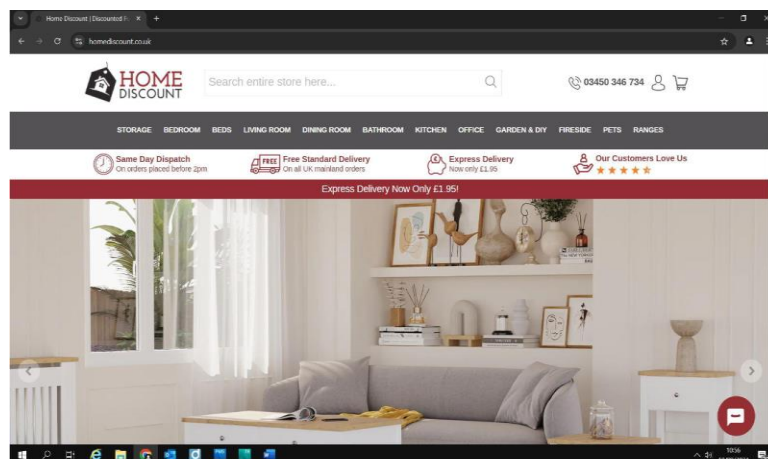 Home Discount | Discounted Fu
homediscount.co.uk
HOME
DISCOUNT
Search entire store here...
03450 346 734
STORAGE BEDROOM BEDS LIVING ROOM DINING ROOM BATHROOM KITCHEN OFFICE GARDEN & DIY FIRESIDE PETS RANGES
Same Day Dispatch
On orders placed before 2pm
FREE
Free Standard Delivery
On all UK mainland orders
Express Delivery
Now only £1.95
Our Customers Love Us
Express Delivery Now Only £1.95!
10:56